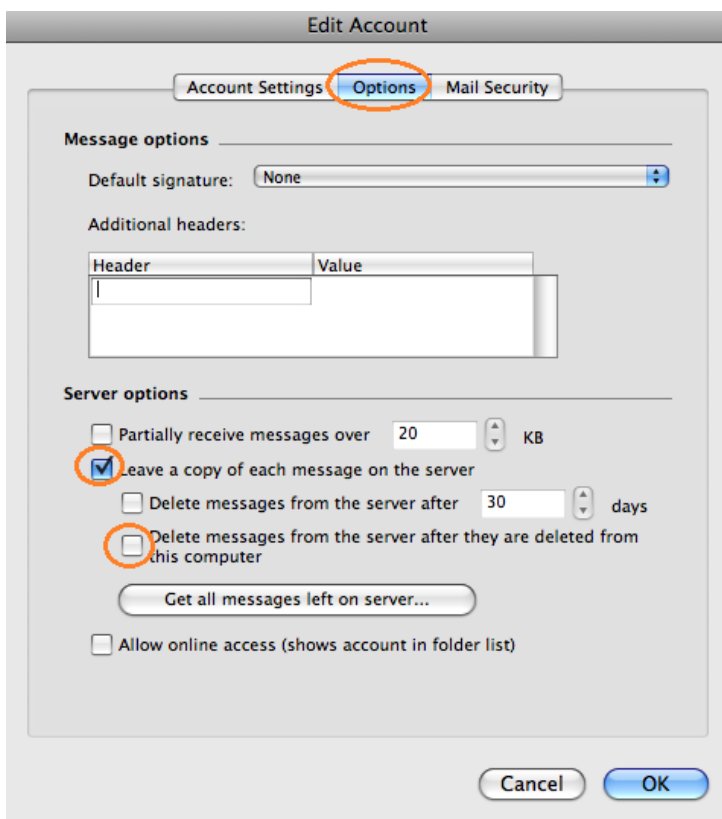 Edit Account
Account Settings Options Mail Security
Message options
Default signature: None
Additional headers:
Header Value
Server options
Partially receive messages over 20 KB
Leave a copy of each message on the server
Delete messages from the server after 30 days
Delete messages from the server after they are deleted from
this computer
Get all messages left on server...
Allow online access (shows account in folder list)
Cancel OK